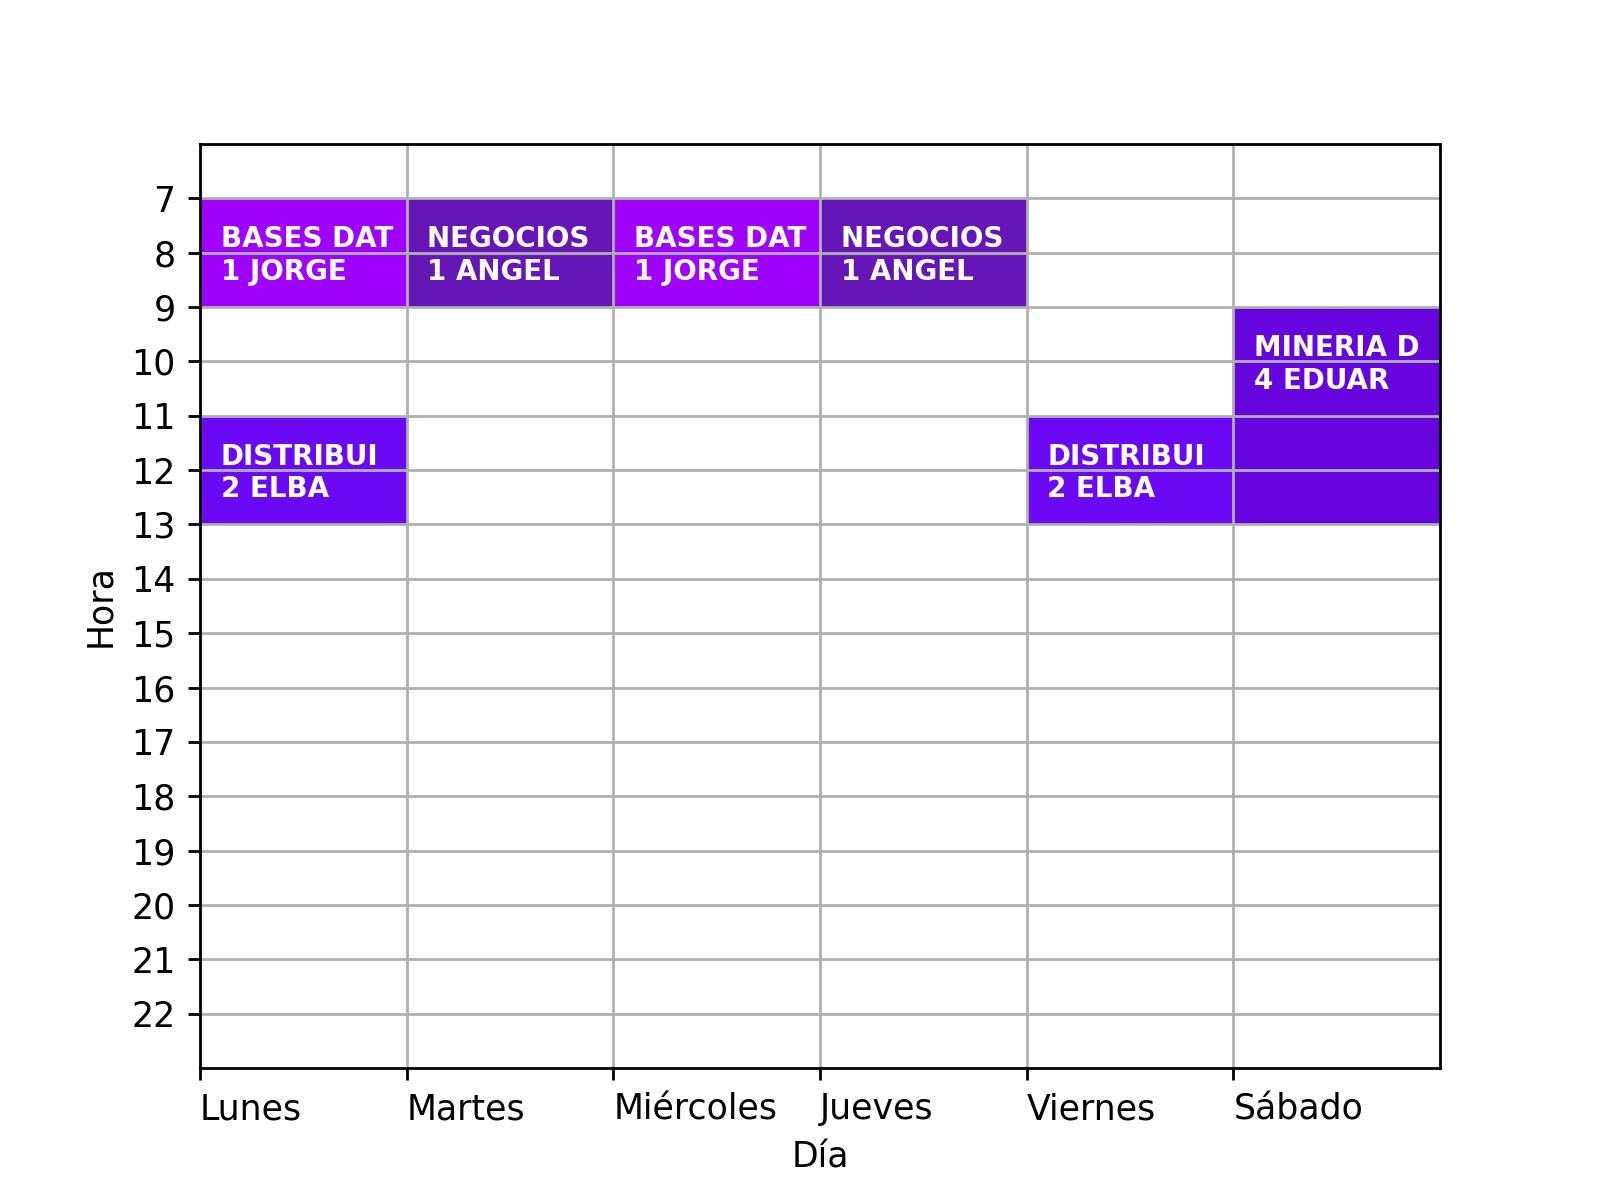 7
BASES DAT
1 JORGE
NEGOCIOS
1 ANGEL
BASES DAT
1 JORGE
NEGOCIOS
1 ANGEL
8
9
MINERIA D
4 EDUAR
10
11
DISTRIBUI
2 ELBA
DISTRIBUI
2 ELBA
12
13
14
Hora
15
16
17
18
19
20
21
22
Lunes
Martes
Miércoles
Jueves
Viernes
Sábado
Día